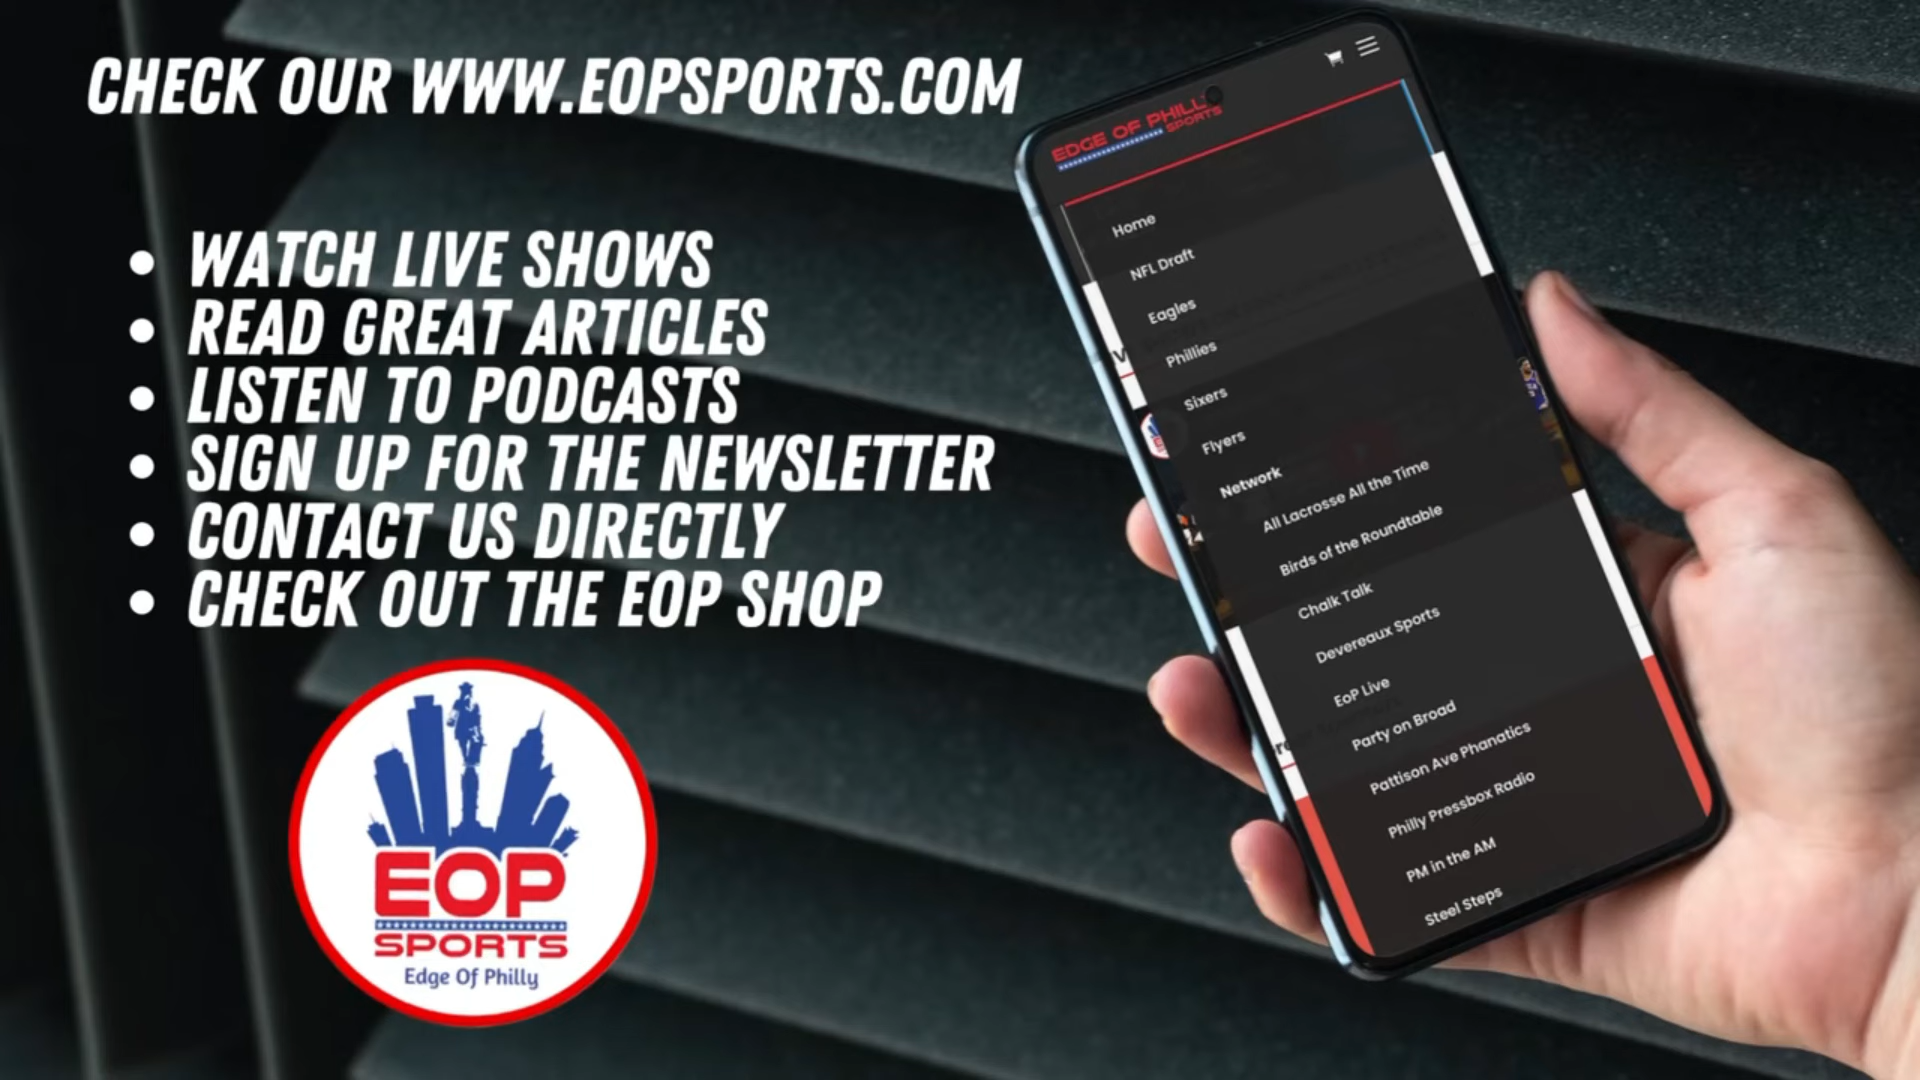 CHECK OUR WWW.EOPSPORTS.COM
• WATCH LIVE SHOWS
• READ GREAT ARTICLES
• LISTEN TO PODCASTS
• SIGN UP FOR THE NEWSLETTER
• CONTACT US DIRECTLY
• CHECK OUT THE EOP SHOP
EOP
SPORTS
Edge Of Philly
EDGE OF PHILLY
SPORTS
Home
NFL Draft
Eagles
Phillies
Sixers
Flyers
Network
All Lacrosse All the Time
Birds of the Roundtable
Chalk Talk
Devereaux Sports
EoP Live
Party on Broad
Pattison Ave Phanatics
Philly Pressbox Radio
PM in the AM
Steel Steps